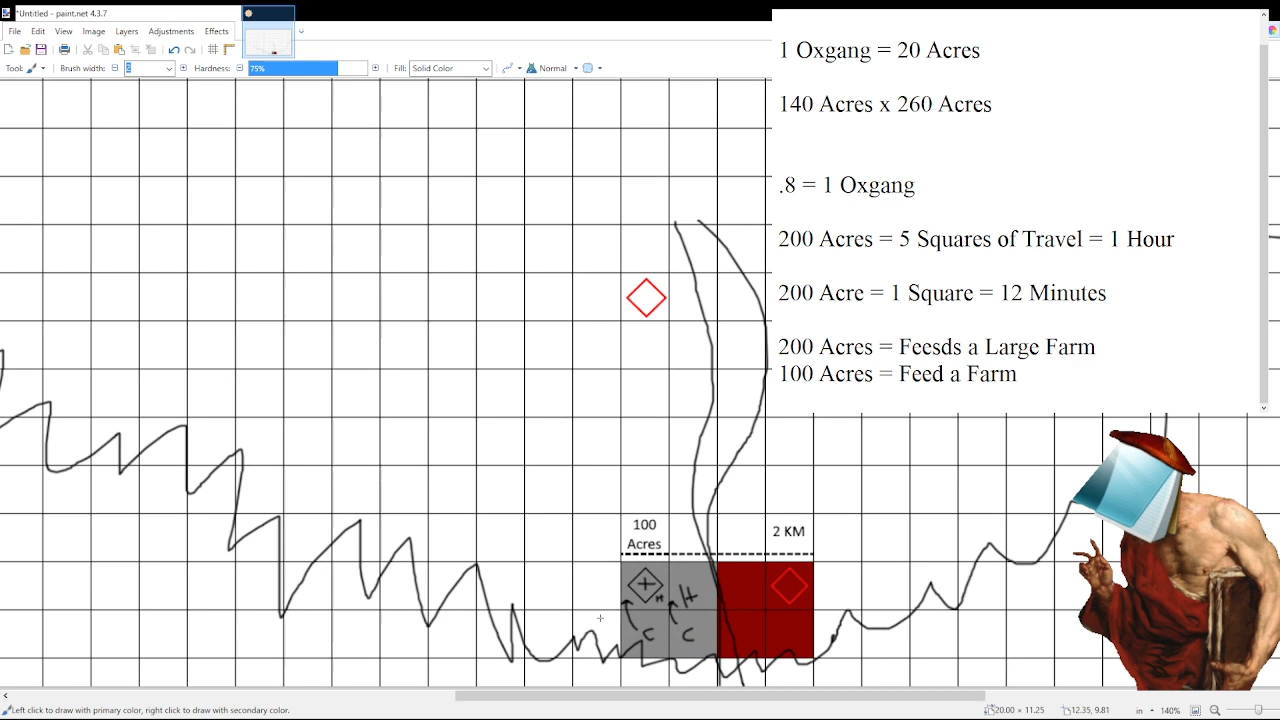 *Untitled - paint.net 4.3.7
File Edit View Image Layers Adjustments Effects
Tool: Brush width: 2 Hardness: 75% Fill: Solid Color Normal
1 Oxgang = 20 Acres
140 Acres x 260 Acres
.8 = 1 Oxgang
200 Acres = 5 Squares of Travel = 1 Hour
200 Acre = 1 Square = 12 Minutes
200 Acres = Feesds a Large Farm
100 Acres = Feed a Farm
100
Acres
2 KM
H
C C
Left click to draw with primary color, right click to draw with secondary color.
20.00 × 11.25 12.35, 9.81 in 140%